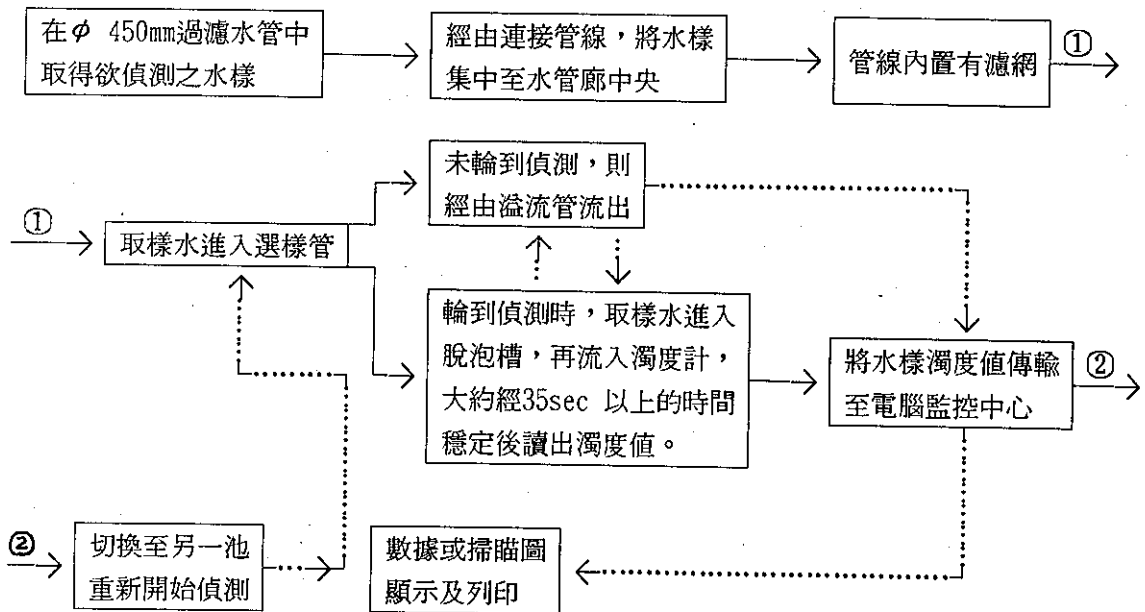 在φ 450mm過濾水管中
取得欲偵測之水樣
經由連接管線，將水樣
集中至水管廊中央
管線內置有濾網
①
①
取樣水進入選樣管
未輪到偵測，則
經由溢流管流出
輪到偵測時，取樣水進入
脫泡槽，再流入濁度計，
大約經35sec 以上的時間
穩定後讀出濁度值。
將水樣濁度值傳輸
至電腦監控中心
②
②
切換至另一池
重新開始偵測
數據或掃瞄圖
顯示及列印